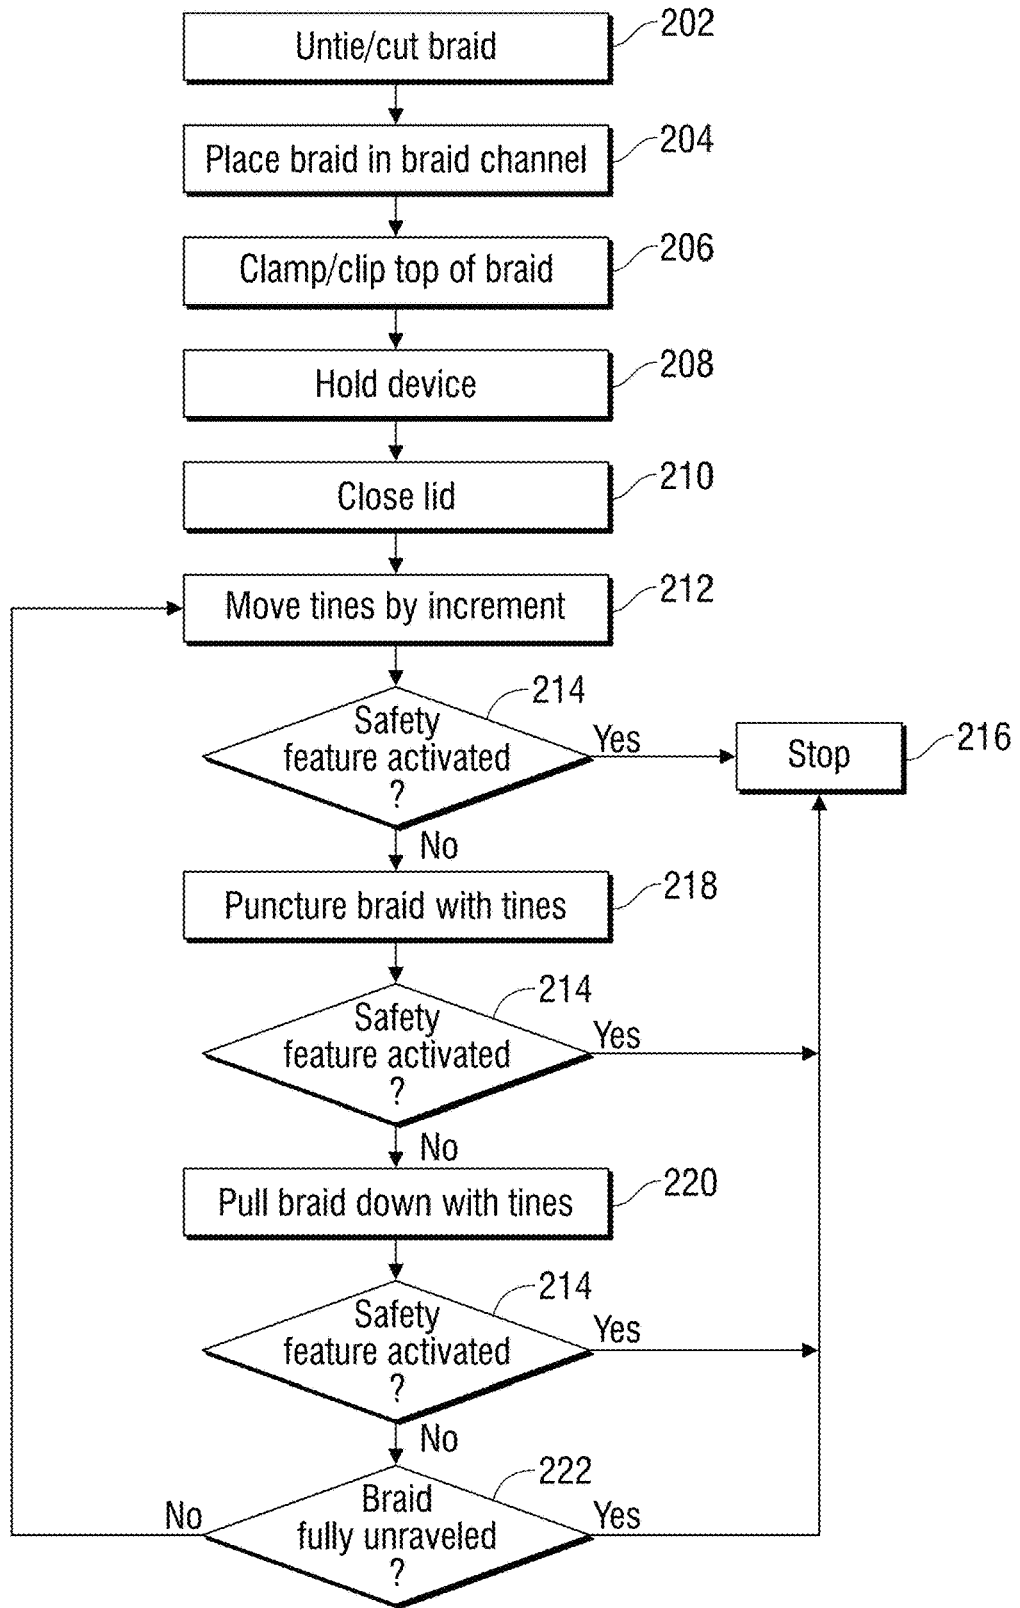 Untie/cut braid
202
Place braid in braid channel
204
Clamp/clip top of braid
206
Hold device
208
Close lid
210
Move tines by increment
212
Safety
feature activated
?
214
Yes
Stop
216
No
Puncture braid with tines
218
Safety
feature activated
?
214
Yes
No
Pull braid down with tines
220
Safety
feature activated
?
214
Yes
No
Braid
fully unraveled
?
222
No
Yes